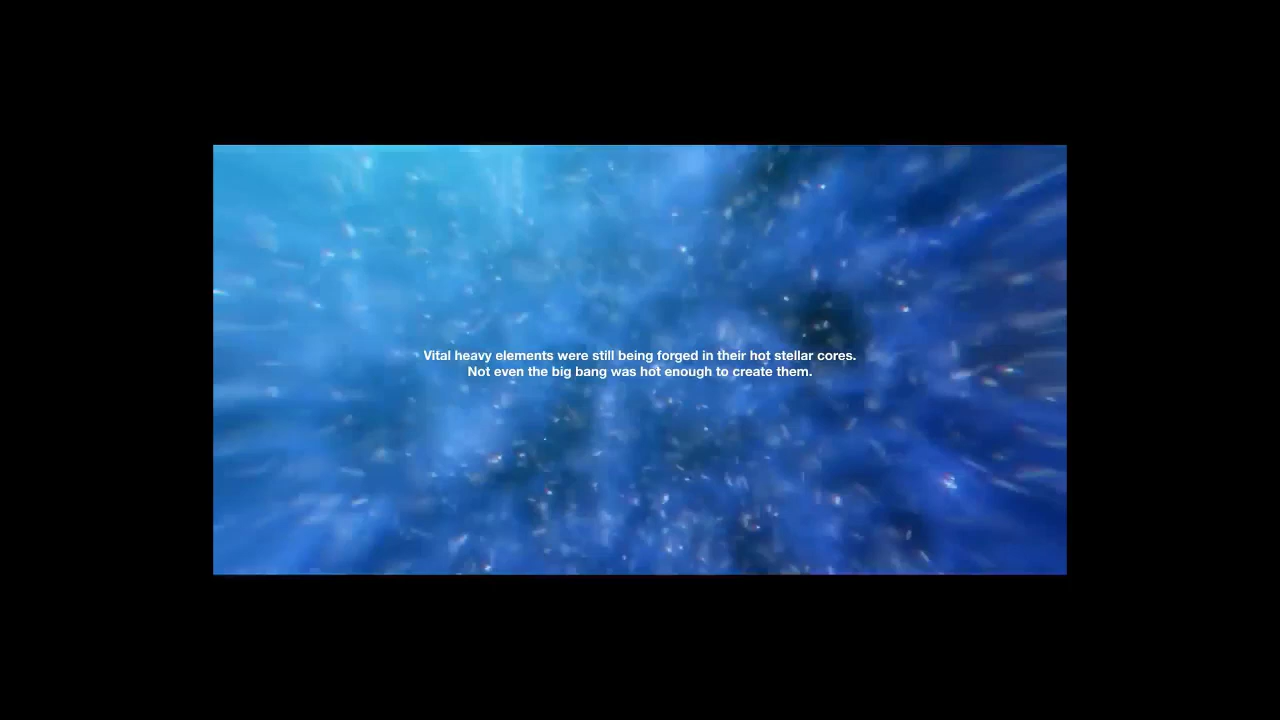 Vital heavy elements were still being forged in their hot stellar cores.
Not even the big bang was hot enough to create them.